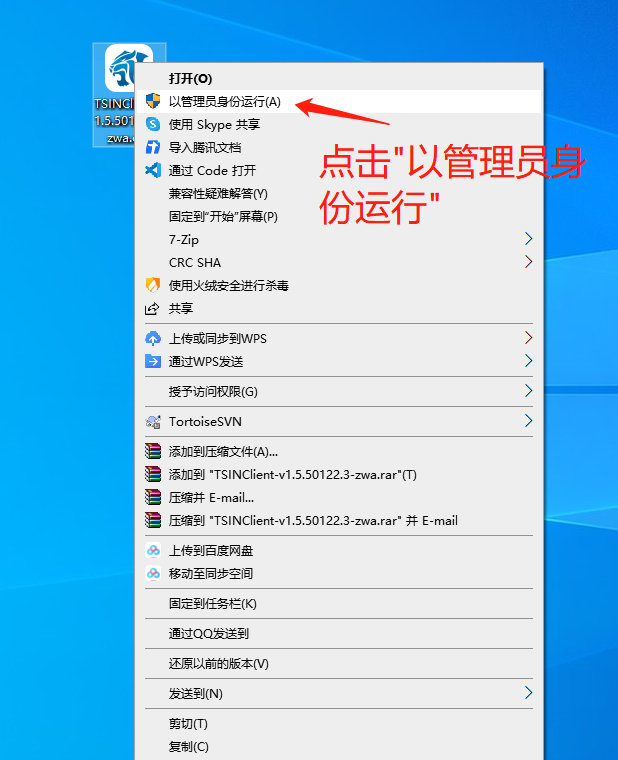 TSINCl
1.5.501
zwa.
打开(O)
以管理员身份运行(A)
使用 Skype 共享
导入腾讯文档
通过 Code 打开
兼容性疑难解答(Y)
固定到"开始"屏幕(P)
7-Zip
CRC SHA
使用火绒安全进行杀毒
共享
点击"以管理员身
份运行"
上传或同步到WPS
通过WPS发送
授予访问权限(G)
TortoiseSVN
添加到压缩文件(A)...
添加到 "TSINClient-v1.5.50122.3-zwa.rar"(T)
压缩并 E-mail...
压缩到 "TSINClient-v1.5.50122.3-zwa.rar" 并 E-mail
上传到百度网盘
移动至同步空间
固定到任务栏(K)
通过QQ发送到
还原以前的版本(V)
发送到(N)
剪切(T)
复制(C)